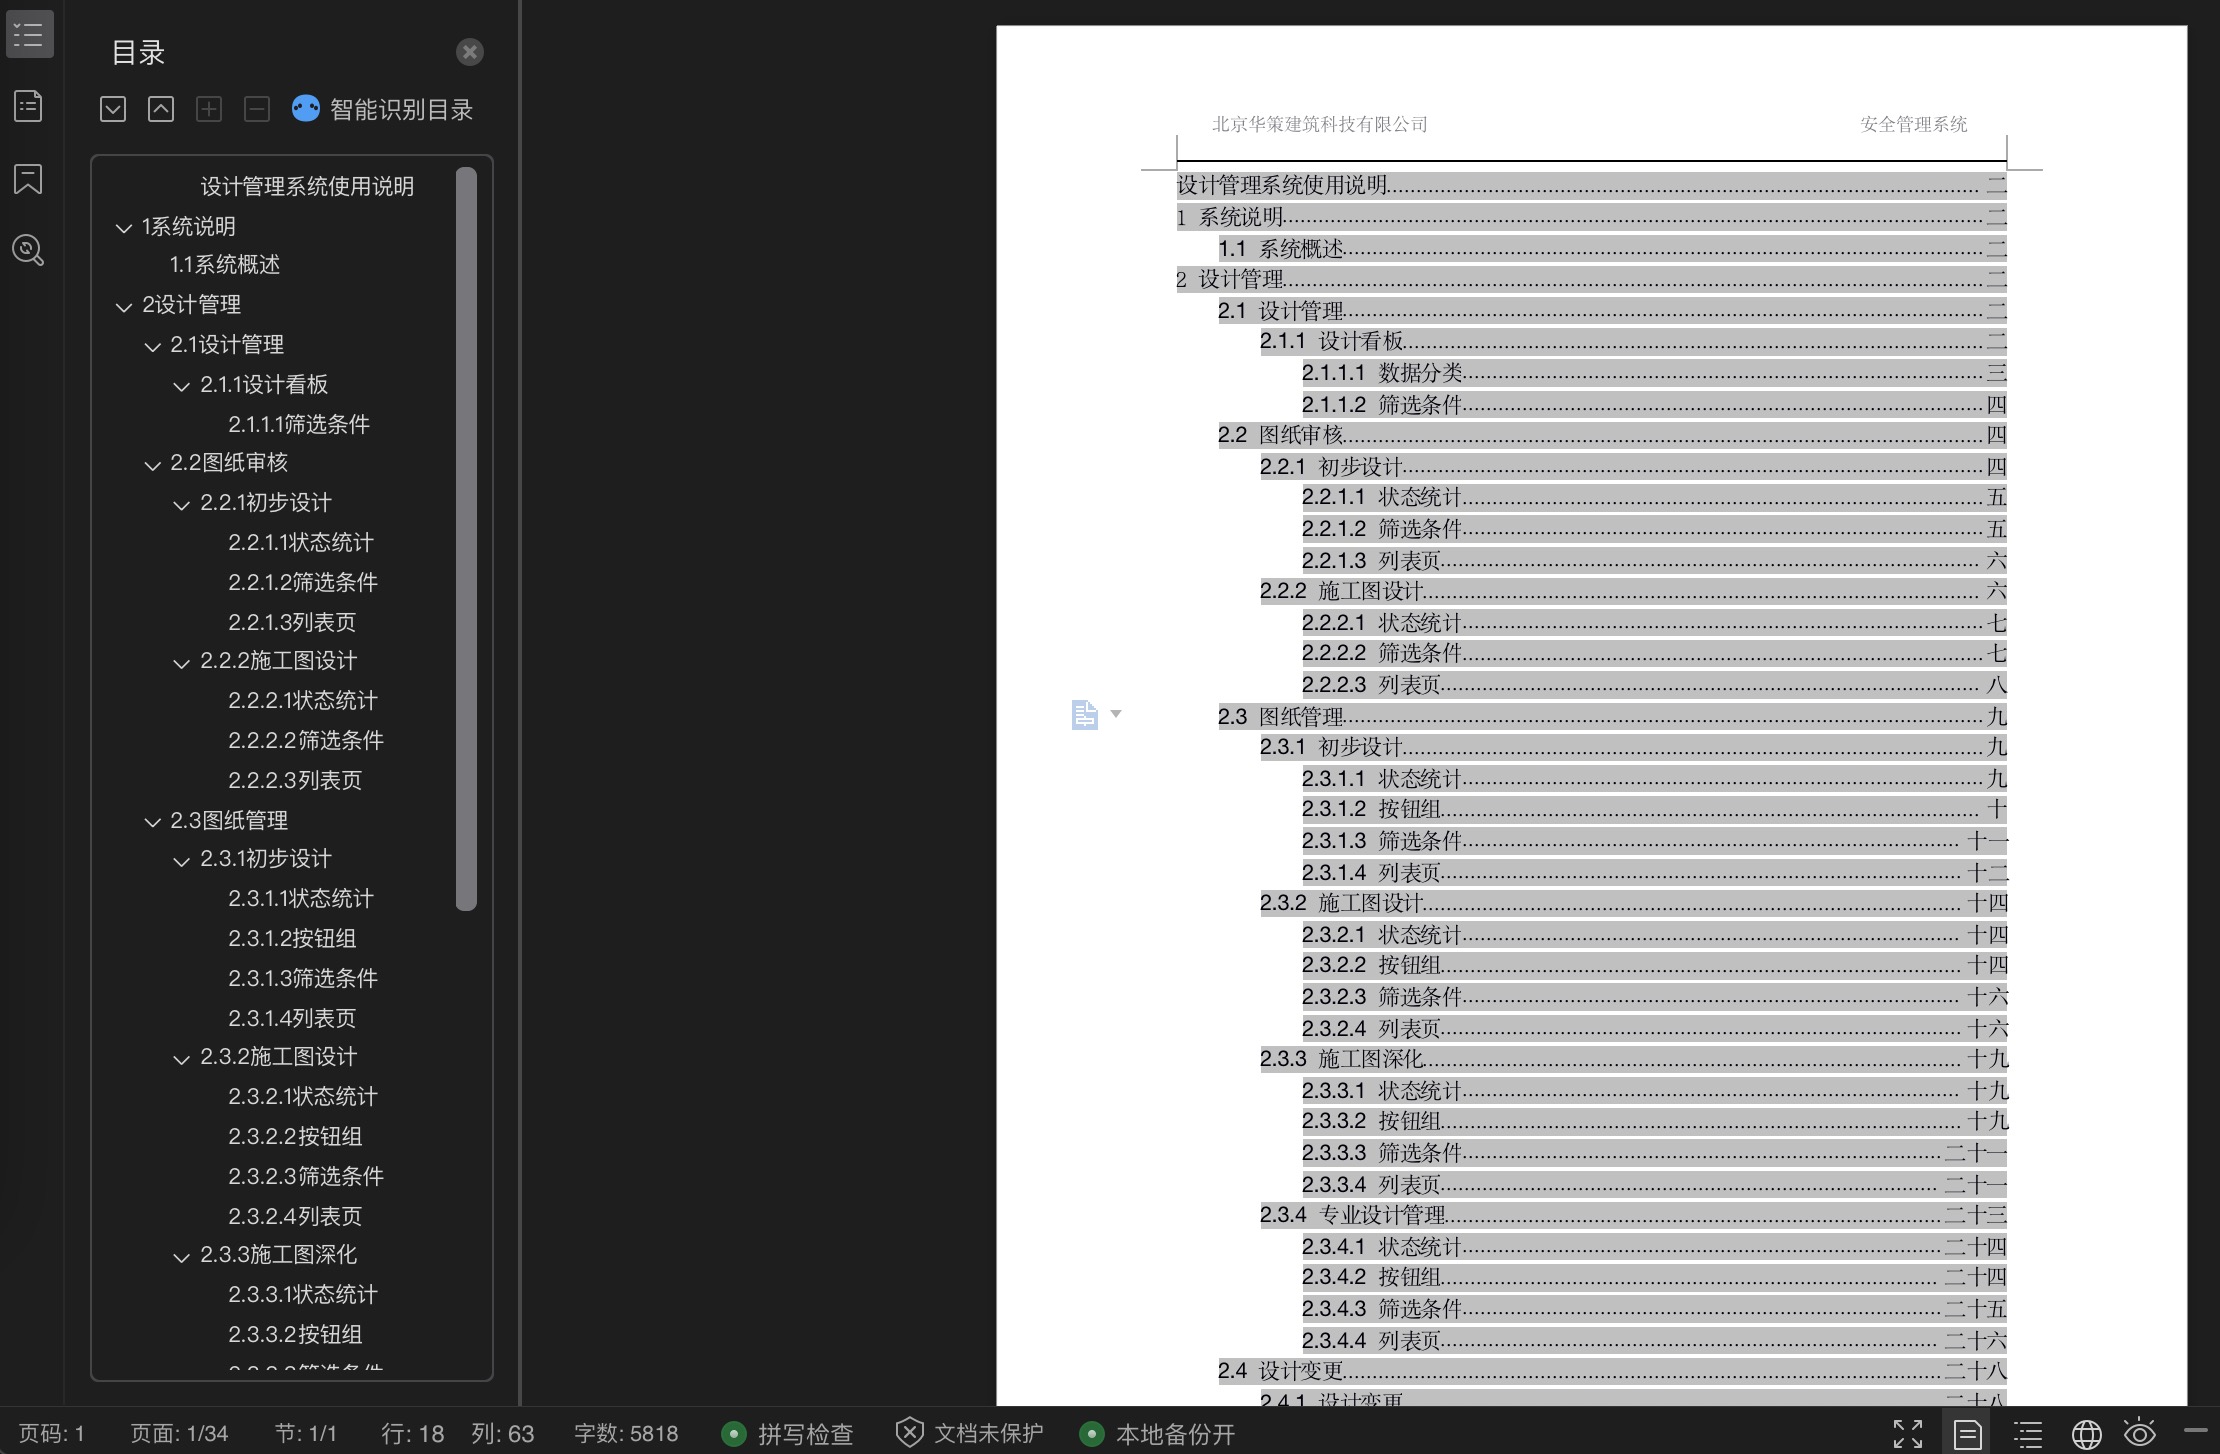 目录
智能识别目录
设计管理系统使用说明
1系统说明
1.1系统概述
2设计管理
2.1设计管理
2.1.1设计看板
2.1.1.1筛选条件
2.2图纸审核
2.2.1初步设计
2.2.1.1状态统计
2.2.1.2筛选条件
2.2.1.3列表页
2.2.2施工图设计
2.2.2.1状态统计
2.2.2.2筛选条件
2.2.2.3列表页
2.3图纸管理
2.3.1初步设计
2.3.1.1状态统计
2.3.1.2按钮组
2.3.1.3筛选条件
2.3.1.4列表页
2.3.2施工图设计
2.3.2.1状态统计
2.3.2.2按钮组
2.3.2.3筛选条件
2.3.2.4列表页
2.3.3施工图深化
2.3.3.1状态统计
2.3.3.2按钮组
2.3.3.3筛选条件
北京华策建筑科技有限公司 安全管理系统
设计管理系统使用说明 二
1 系统说明 二
1.1 系统概述 二
2 设计管理 二
2.1 设计管理 二
2.1.1 设计看板 二
2.1.1.1 数据分类 三
2.1.1.2 筛选条件 四
2.2 图纸审核 四
2.2.1 初步设计 四
2.2.1.1 状态统计 五
2.2.1.2 筛选条件 五
2.2.1.3 列表页 六
2.2.2 施工图设计 六
2.2.2.1 状态统计 七
2.2.2.2 筛选条件 七
2.2.2.3 列表页 八
2.3 图纸管理 九
2.3.1 初步设计 九
2.3.1.1 状态统计 九
2.3.1.2 按钮组 十
2.3.1.3 筛选条件 十一
2.3.1.4 列表页 十二
2.3.2 施工图设计 十四
2.3.2.1 状态统计 十四
2.3.2.2 按钮组 十四
2.3.2.3 筛选条件 十六
2.3.2.4 列表页 十六
2.3.3 施工图深化 十九
2.3.3.1 状态统计 十九
2.3.3.2 按钮组 十九
2.3.3.3 筛选条件 二十一
2.3.3.4 列表页 二十一
2.3.4 专业设计管理 二十三
2.3.4.1 状态统计 二十四
2.3.4.2 按钮组 二十四
2.3.4.3 筛选条件 二十五
2.3.4.4 列表页 二十六
2.4 设计变更 二十八
2.4.1 设计变更 二十八
页码: 1 页面: 1/34 节: 1/1 行: 18 列: 63 字数: 5818 拼写检查 文档未保护 本地备份开